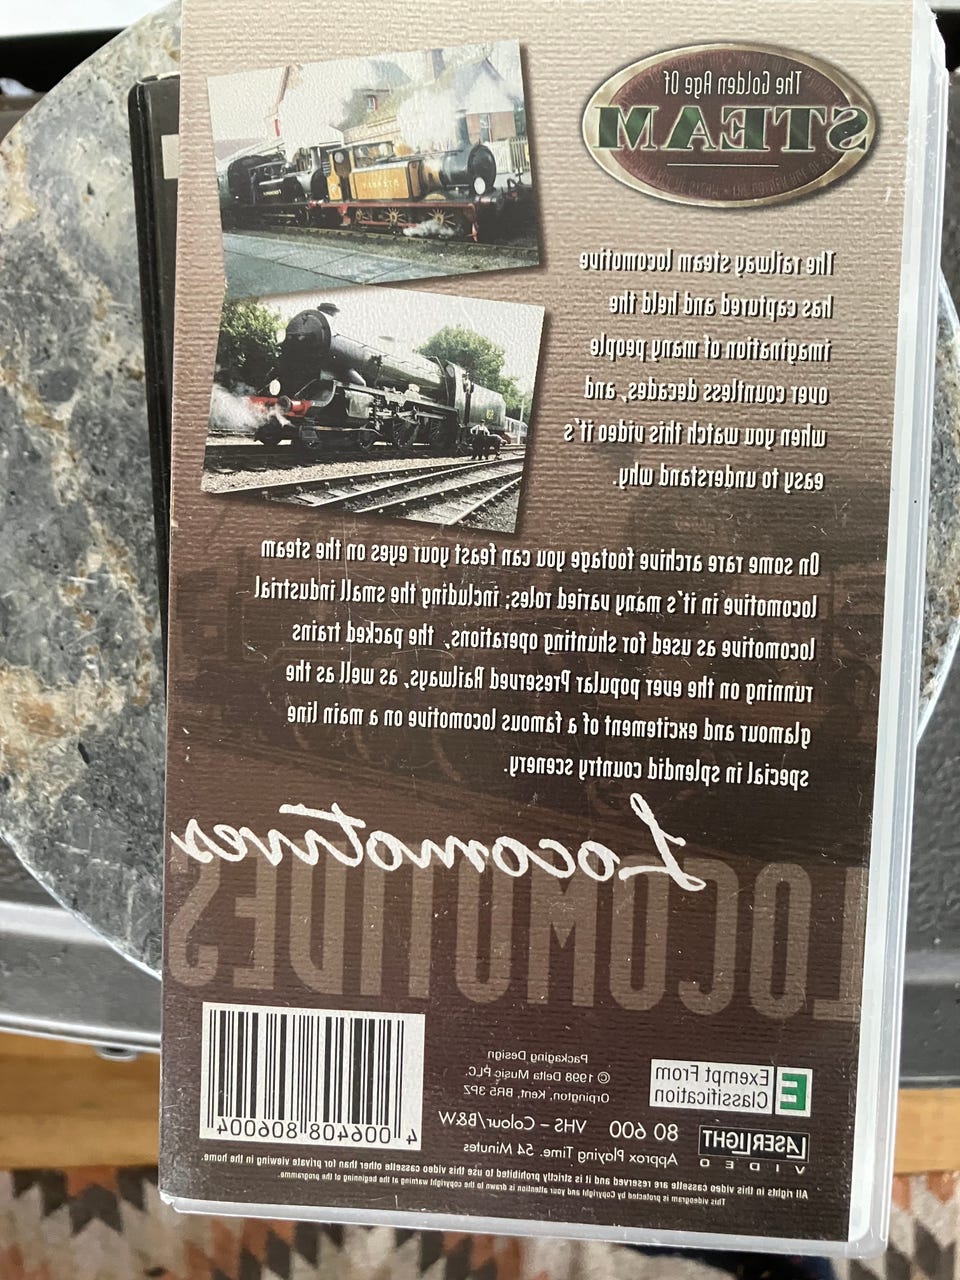 The Golden Age Of
STEAM
The railway steam locomotive
has captured and held the
imagination of many people
over countless decades, and
when you watch this video it's
easy to understand why.
On some rare archive footage you can feast your eyes on the steam
locomotive in it's many varied roles; including the small industrial
locomotive as used for shunting operations, the packed trains
running on the ever popular Preserved Railways, as well as the
glamour and excitement of a famous locomotive on a main line
special in splendid country scenery.
Locomotives
LOCOMOTIVES
E Exempt From
Classification
Packaging Design
© 1998 Delta Music PLC.
Orpington, Kent, BR5 3PZ
LASERLIGHT
VIDEO
80 600 VHS – Colour/B&W
Approx Playing Time. 54 Minutes
4 006408 806004
All rights in this video cassette are reserved and it is strictly prohibited to use this video cassette other than for private viewing in the home.
This videogram is protected by Copyright and your attention is drawn to the copyright warning at the beginning of the programme.